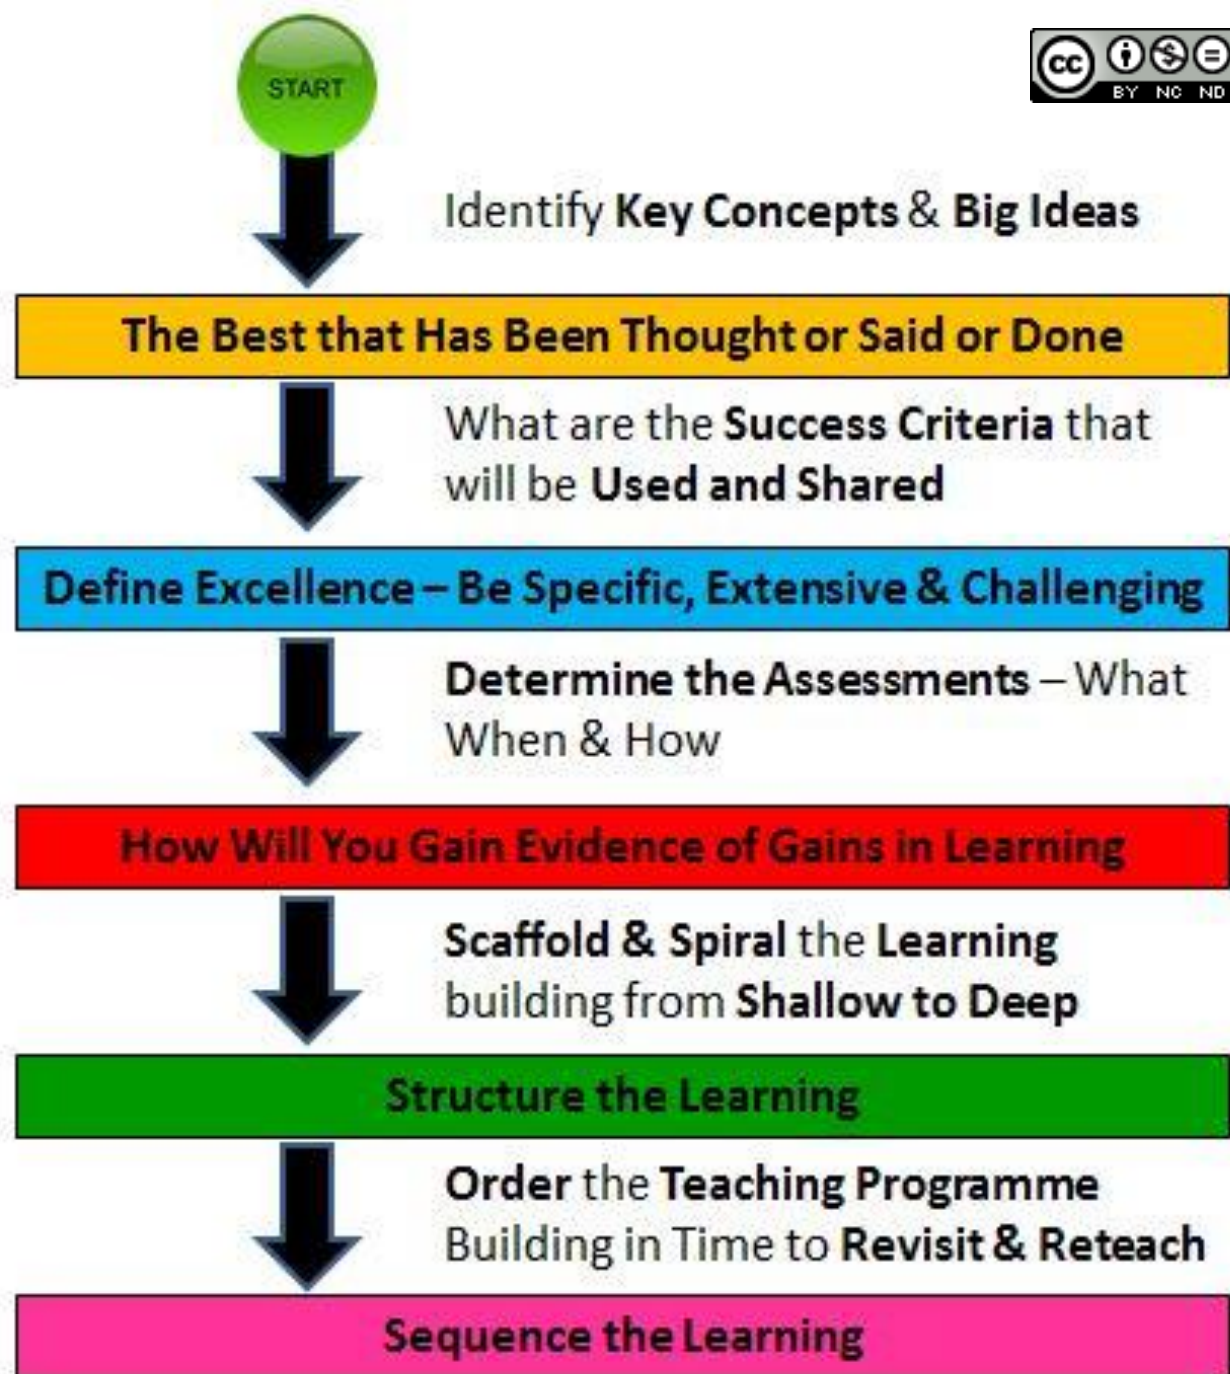 START
cc
BY NC ND
Identify Key Concepts & Big Ideas
The Best that Has Been Thought or Said or Done
What are the Success Criteria that
will be Used and Shared
Define Excellence – Be Specific, Extensive & Challenging
Determine the Assessments – What
When & How
How Will You Gain Evidence of Gains in Learning
Scaffold & Spiral the Learning
building from Shallow to Deep
Structure the Learning
Order the Teaching Programme
Building in Time to Revisit & Reteach
Sequence the Learning